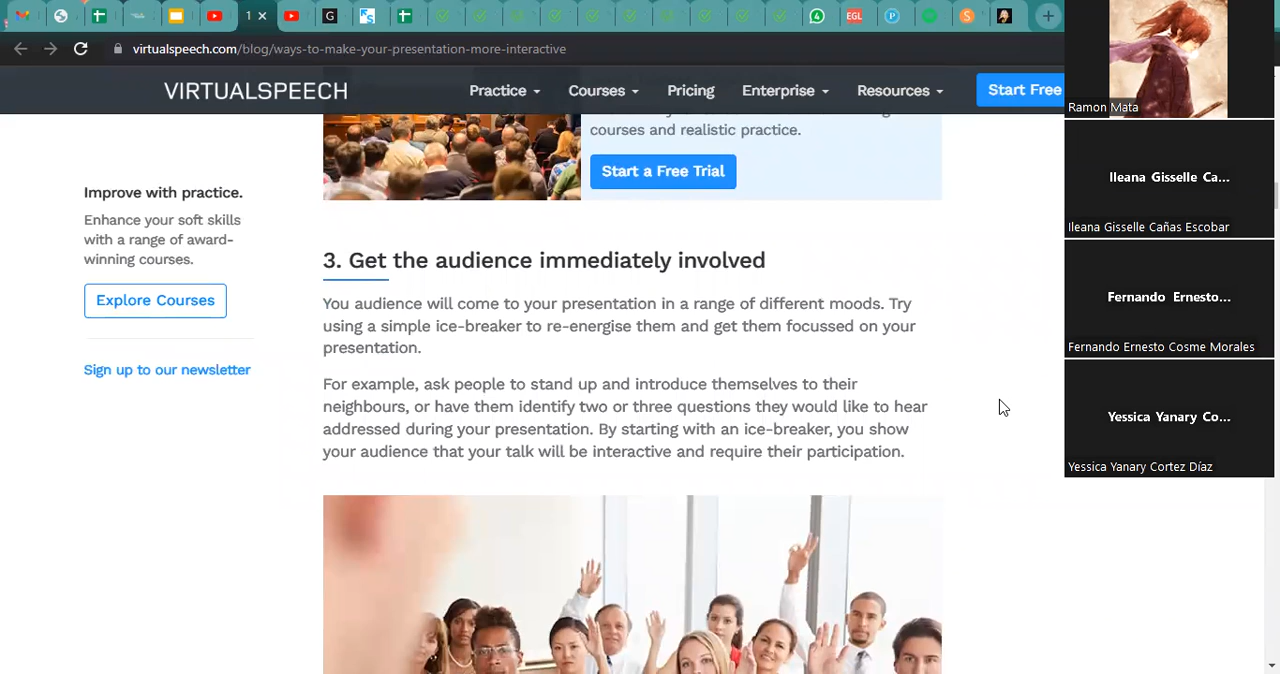 1
G
4
EGL
P
S
virtualspeech.com/blog/ways-to-make-your-presentation-more-interactive
VIRTUALSPEECH
Practice
Courses
Pricing
Enterprise
Resources
Start Free
courses and realistic practice.
Start a Free Trial
Improve with practice.
Enhance your soft skills
with a range of award-
winning courses.
Explore Courses
Sign up to our newsletter
3. Get the audience immediately involved
You audience will come to your presentation in a range of different moods. Try
using a simple ice-breaker to re-energise them and get them focussed on your
presentation.
For example, ask people to stand up and introduce themselves to their
neighbours, or have them identify two or three questions they would like to hear
addressed during your presentation. By starting with an ice-breaker, you show
your audience that your talk will be interactive and require their participation.
Ramon Mata
Ileana Gisselle Ca...
Ileana Gisselle Cañas Escobar
Fernando Ernesto...
Fernando Ernesto Cosme Morales
Yessica Yanary Co...
Yessica Yanary Cortez Díaz